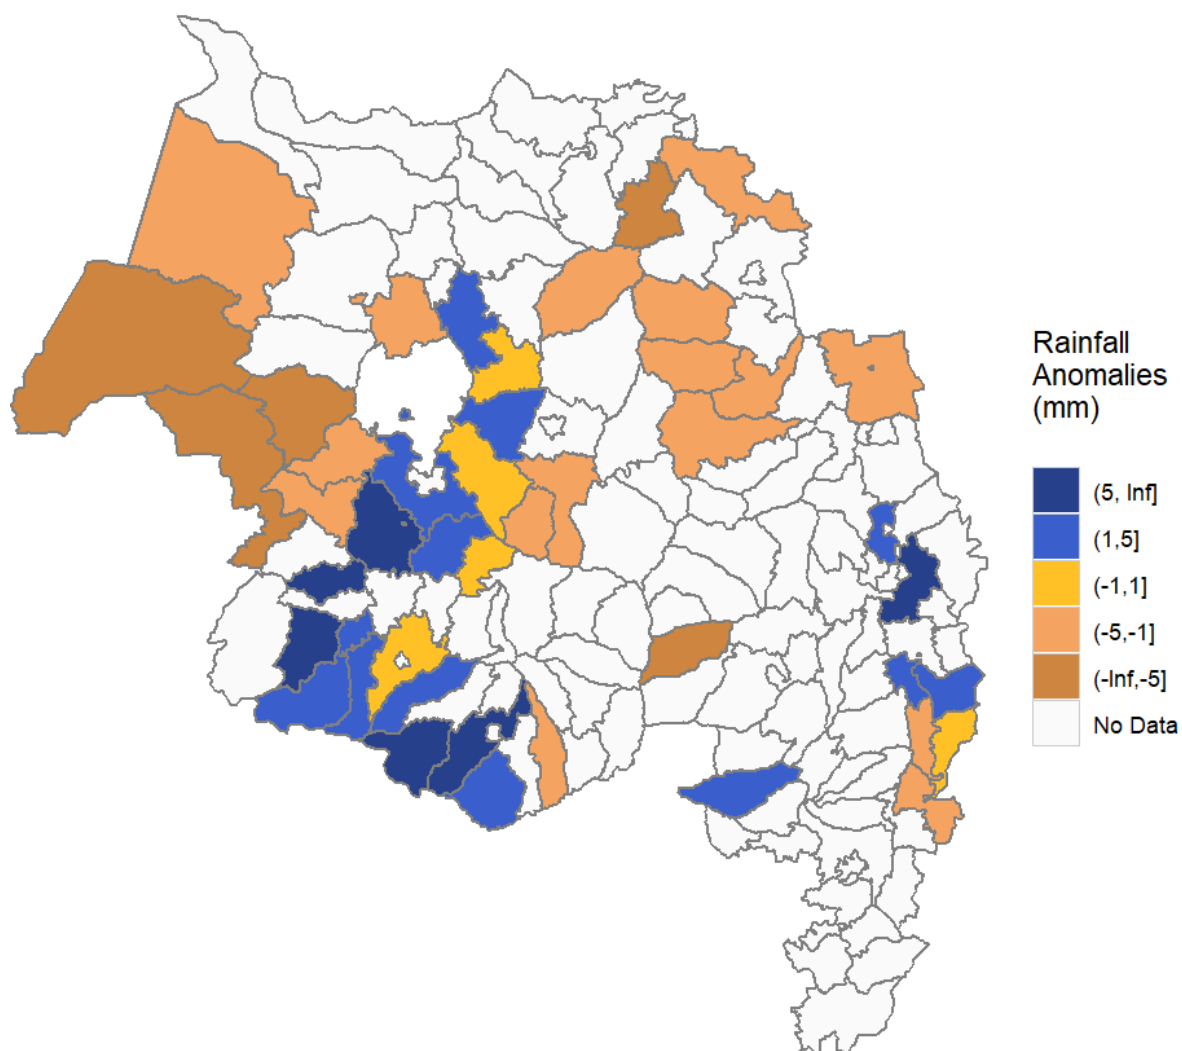 Rainfall
Anomalies
(mm)
(5, Inf]
(1,5]
(-1,1]
(-5,-1]
(-Inf,-5]
No Data